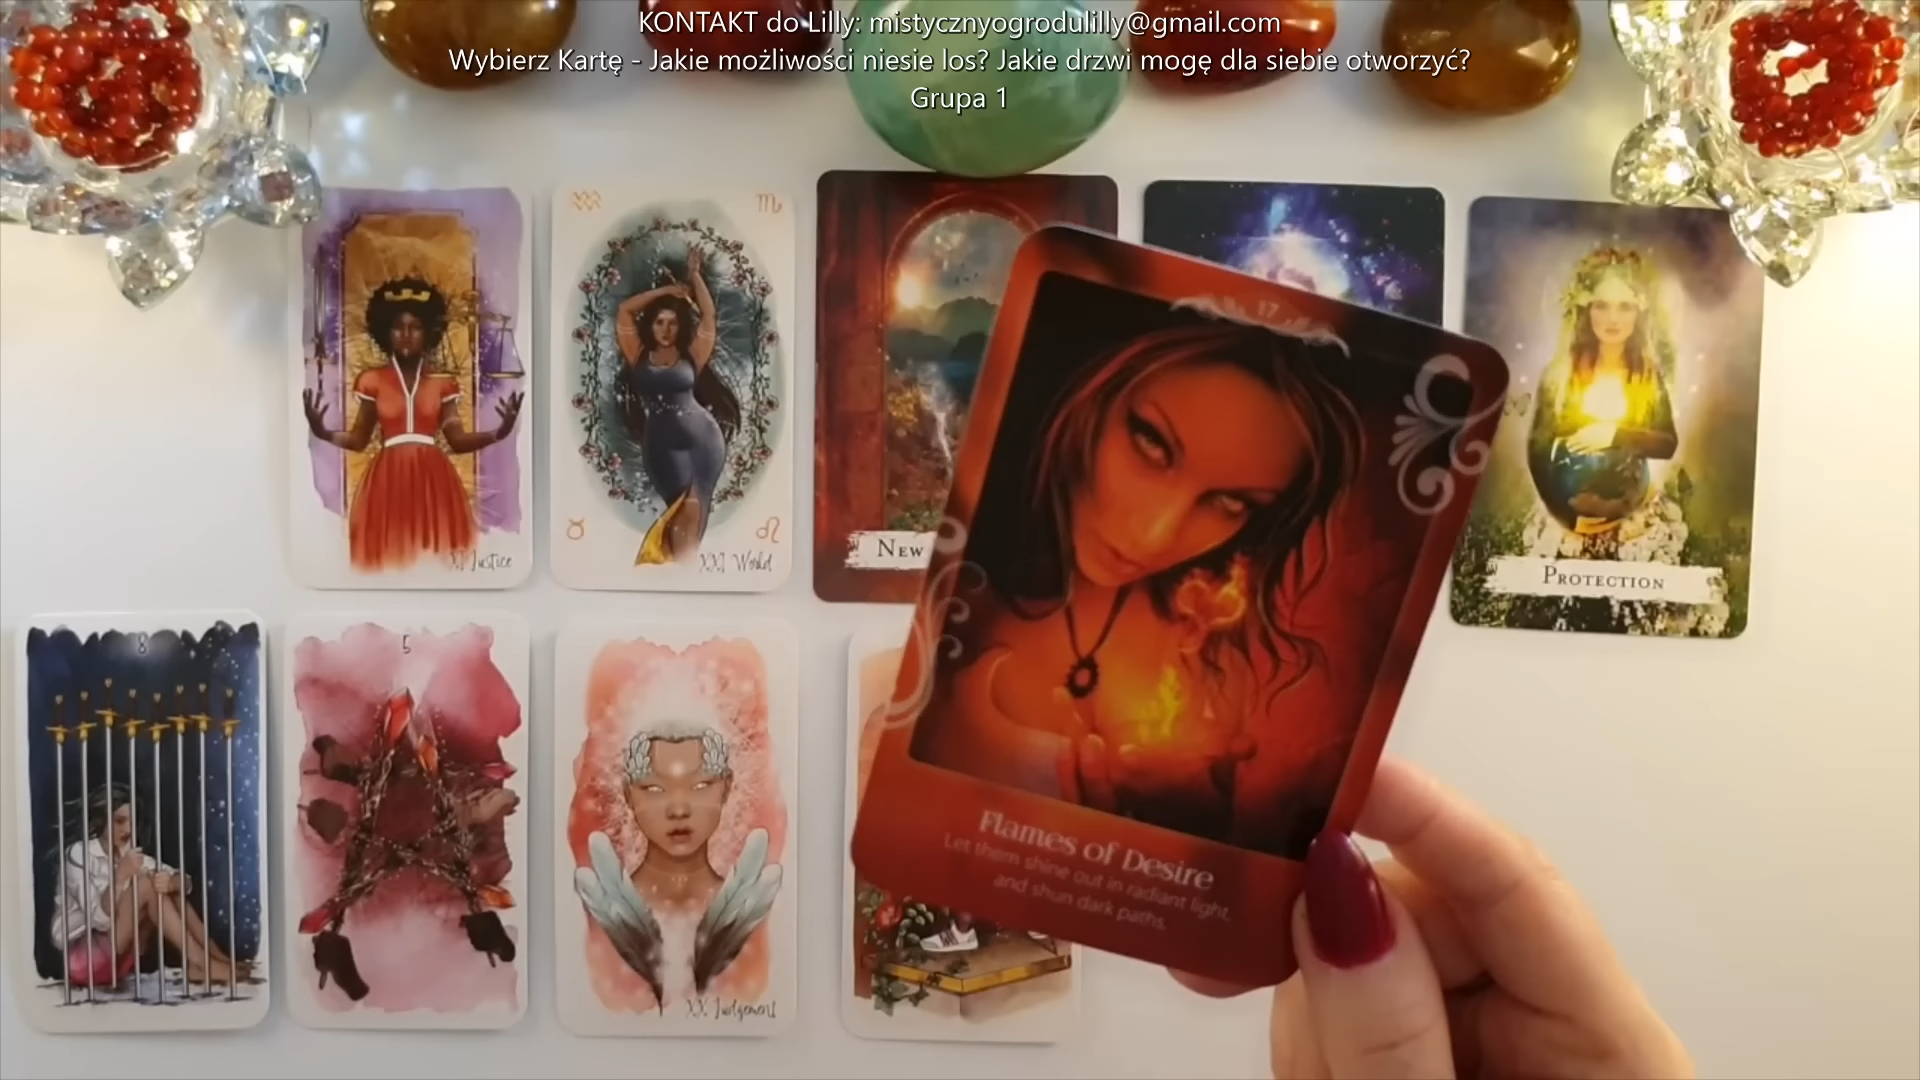 KONTAKT do Lilly: mistycznyogrodulilly@gmail.com
Wybierz Kartę - Jakie możliwości niesie los? Jakie drzwi mogę dla siebie otworzyć?
Grupa 1
XI Justice
XXI World
New
17
Protection
8
5
XX Judgement
Flames of Desire
Let them shine out in radiant light,
and shun dark paths.